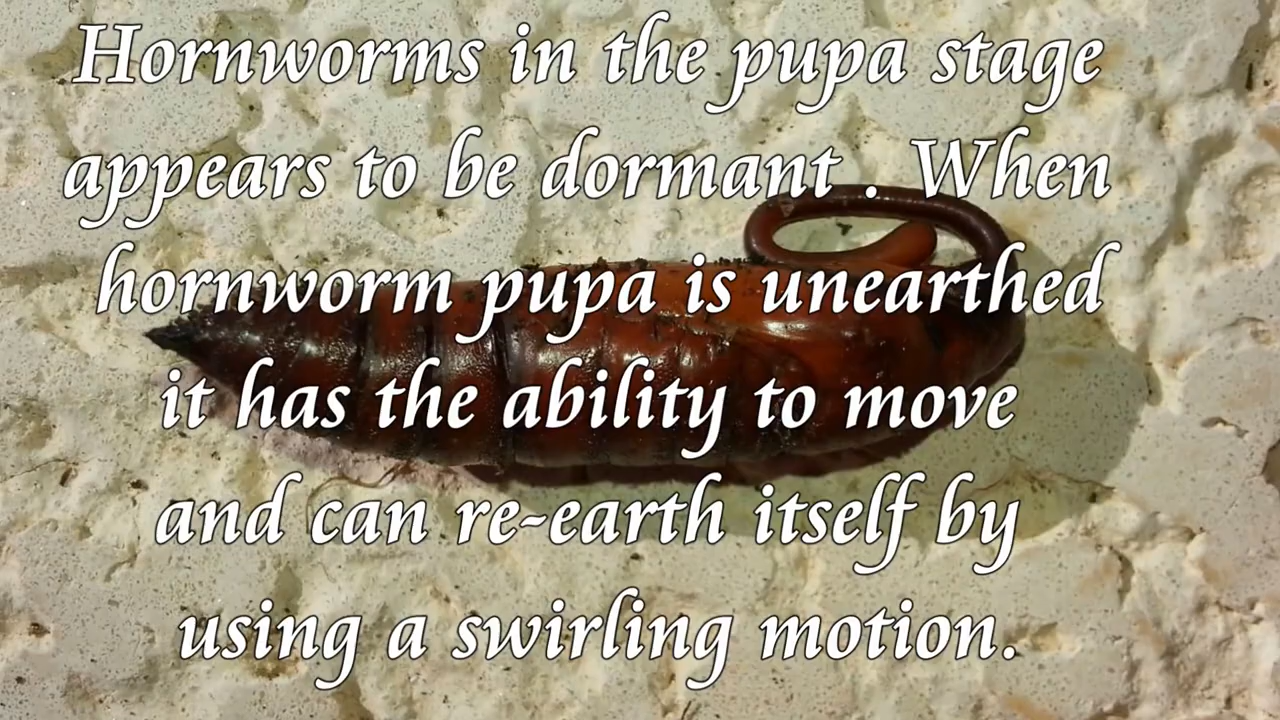 Hornworms in the pupa stage
appears to be dormant . When
hornworm pupa is unearthed
it has the ability to move
and can re-earth itself by
using a swirling motion.